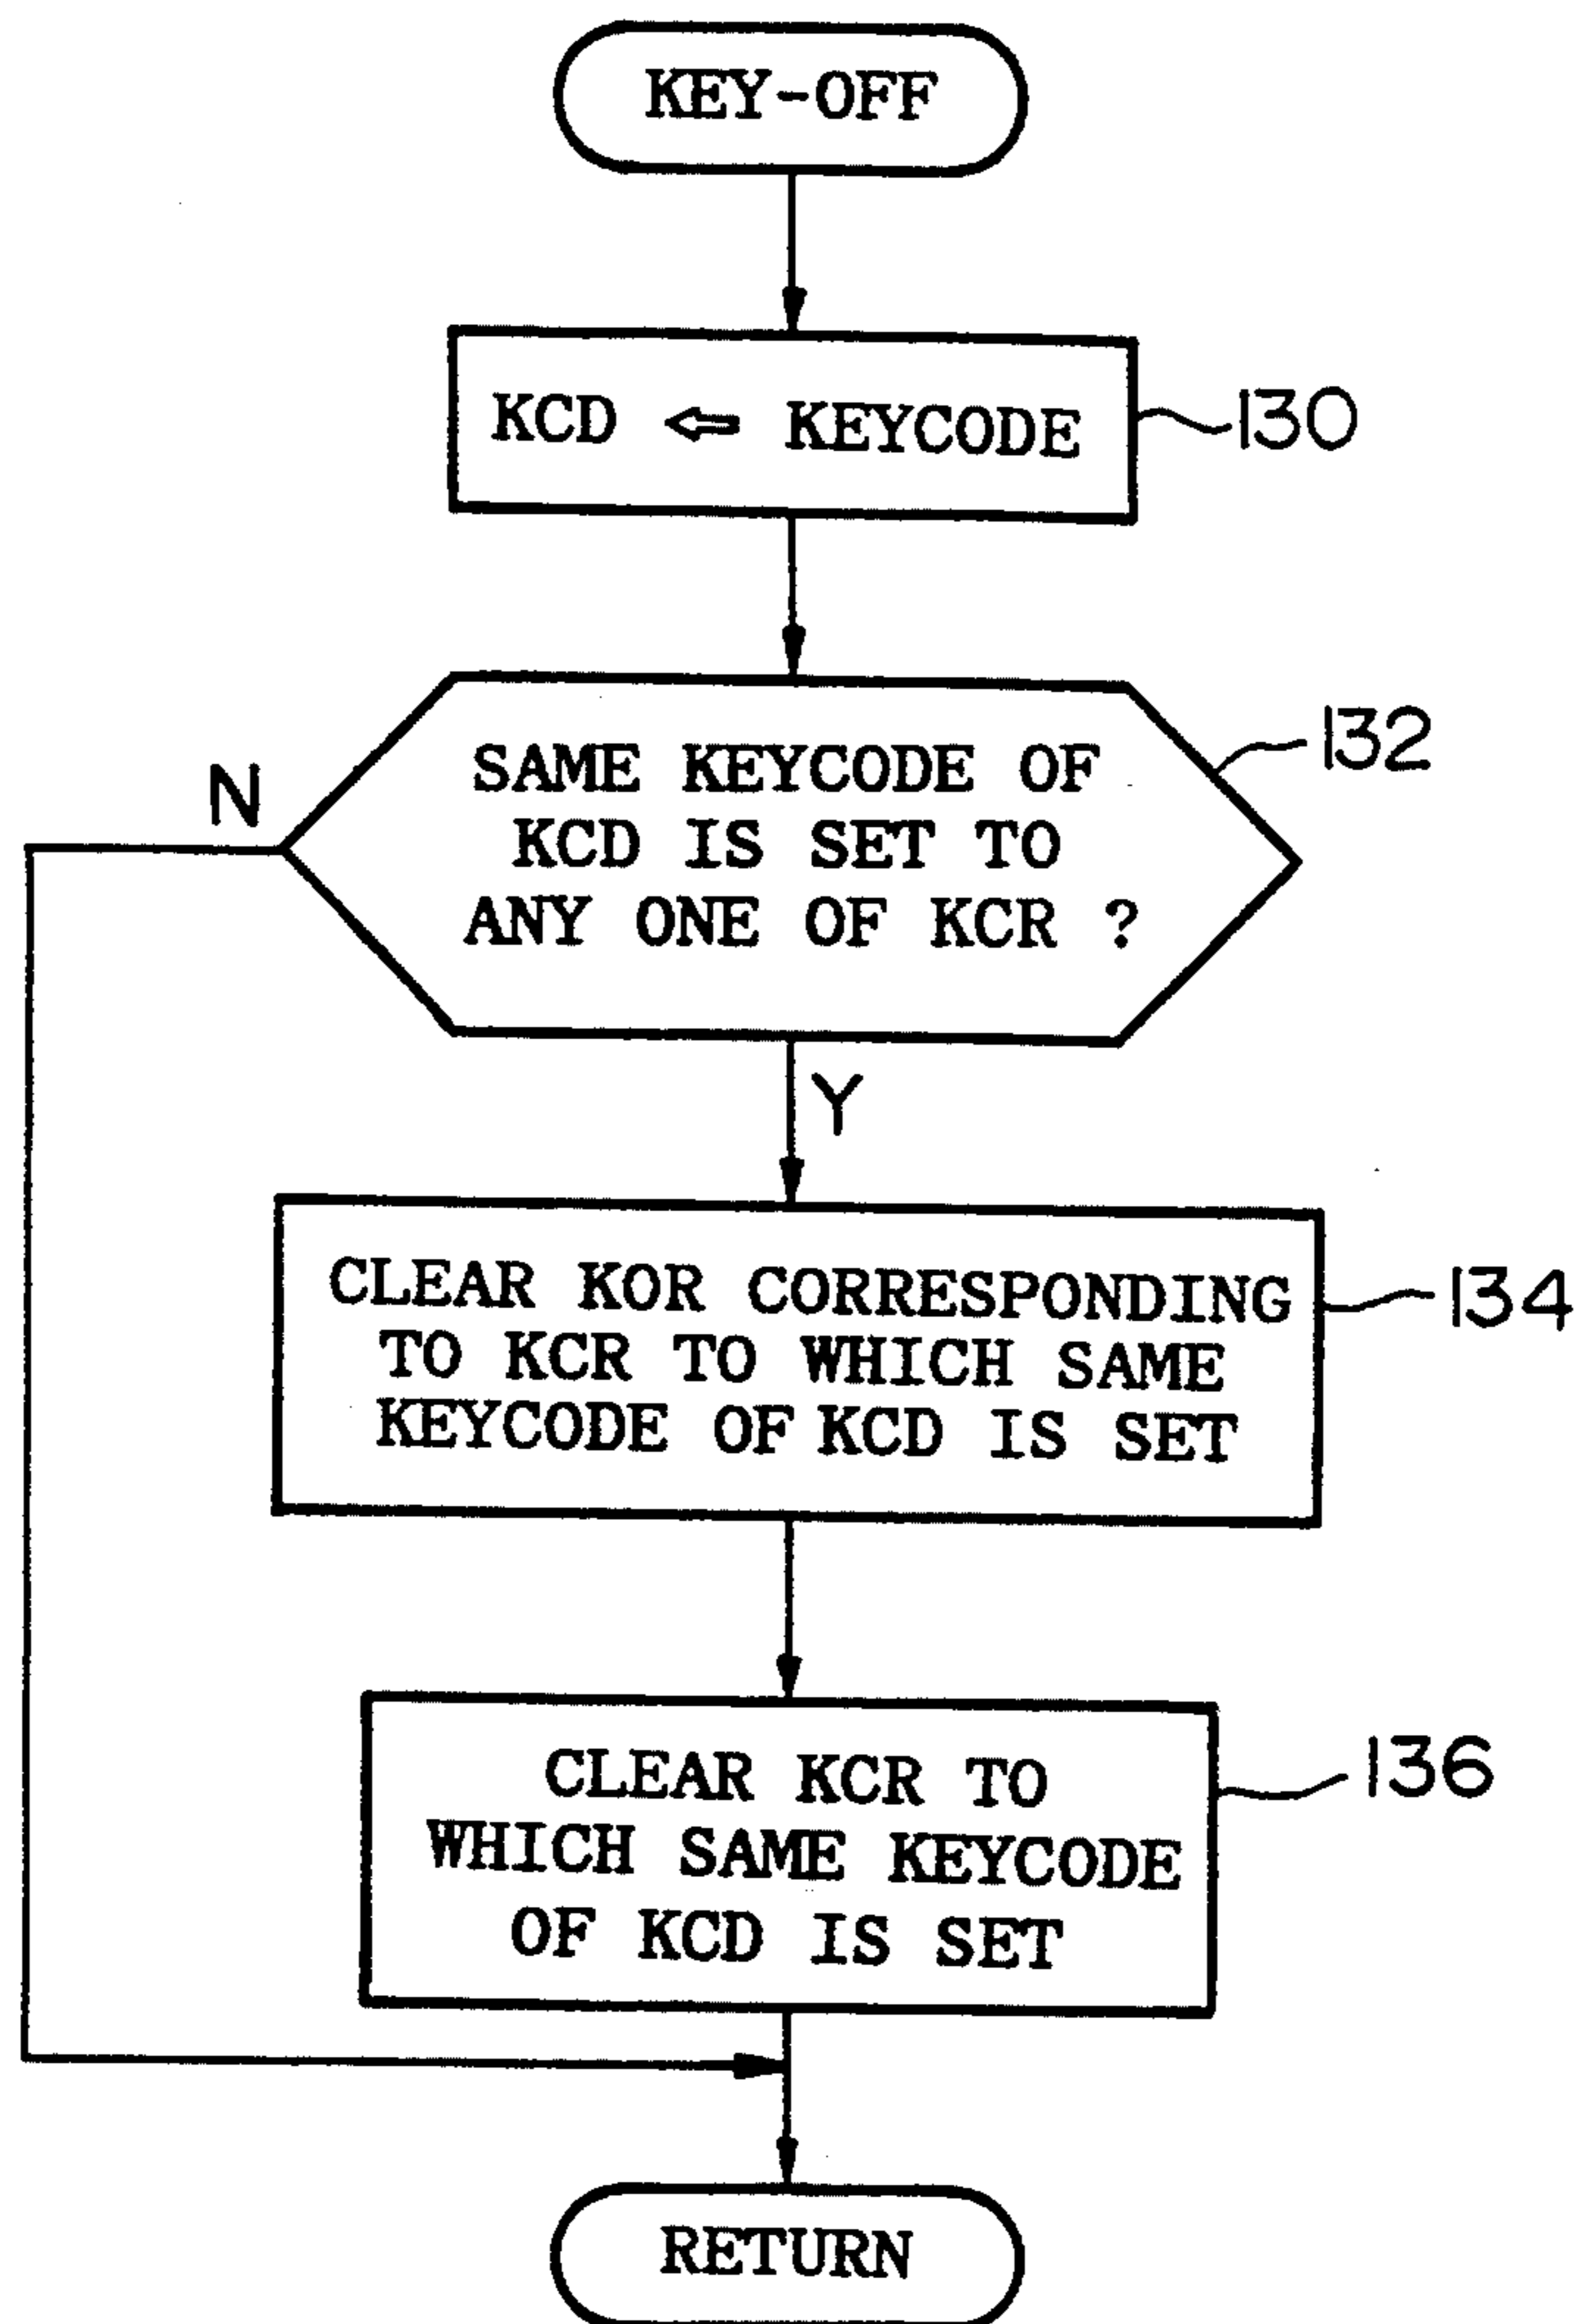 KEY-OFF
KCD ⇐ KEYCODE
130
SAME KEYCODE OF
KCD IS SET TO
ANY ONE OF KCR ?
132
N
Y
CLEAR KOR CORRESPONDING
TO KCR TO WHICH SAME
KEYCODE OF KCD IS SET
134
CLEAR KCR TO
WHICH SAME KEYCODE
OF KCD IS SET
136
RETURN